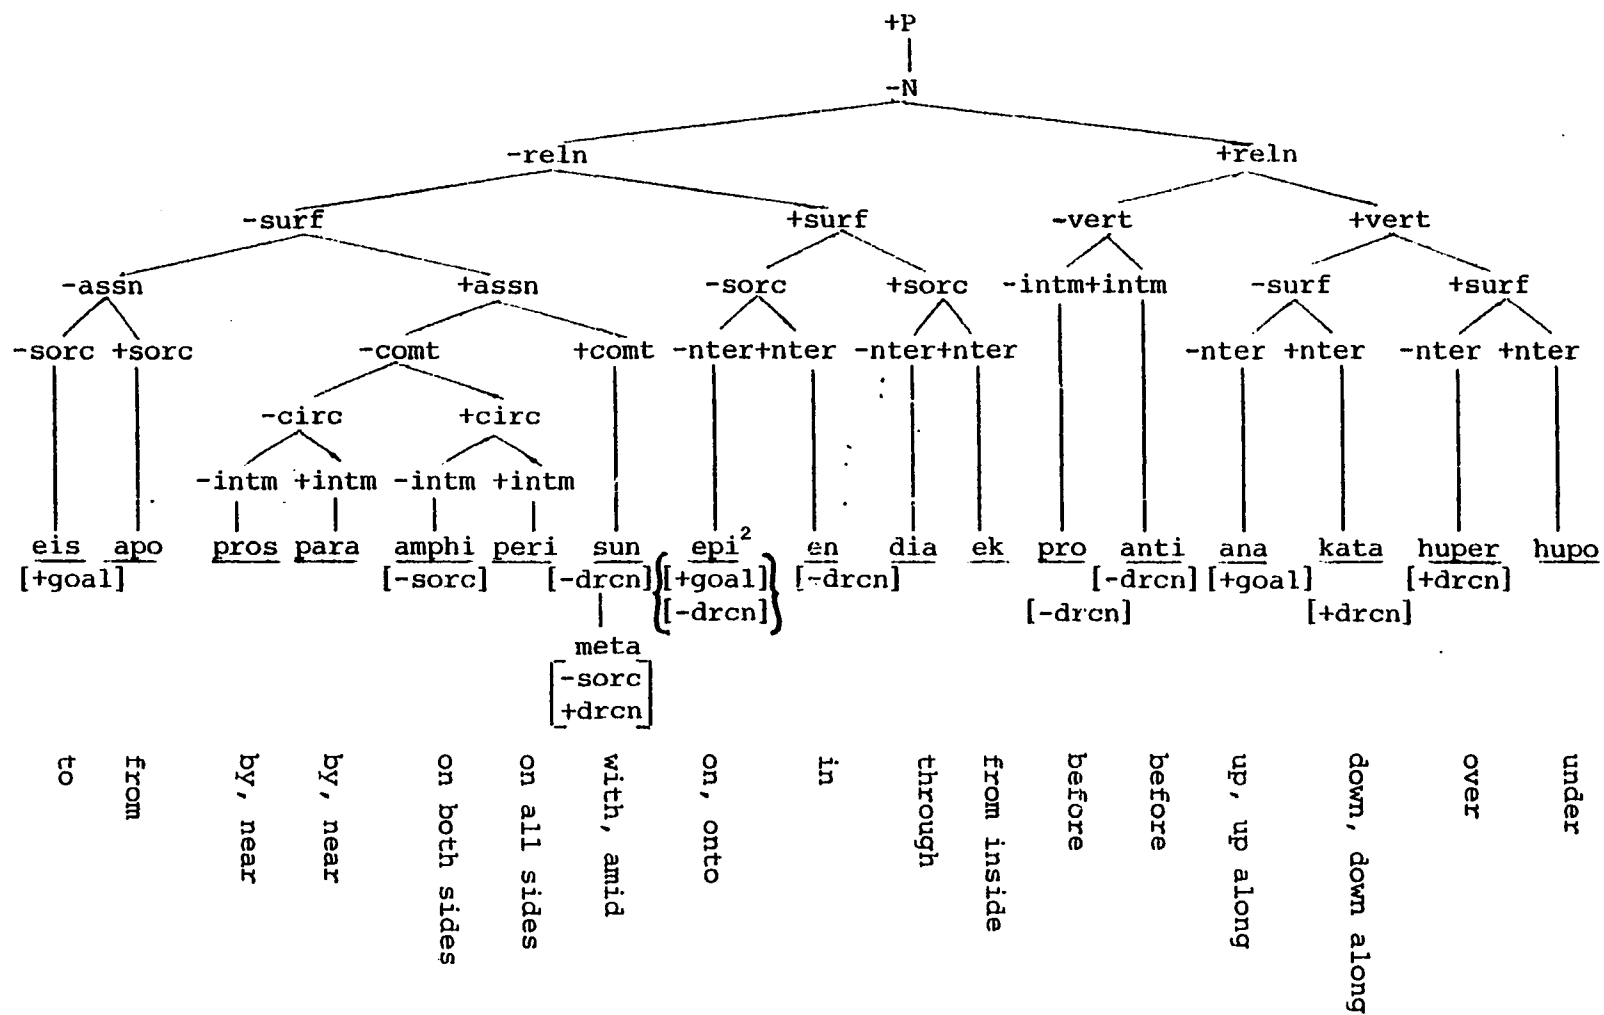 +P
-N
-reln +reln
-surf +surf -vert +vert
-assn +assn -sorc +sorc -intm+intm -surf +surf
-sorc +sorc -comt +comt -nter+nter -nter+nter -nter +nter -nter +nter
-circ +circ
-intm +intm -intm +intm
eis apo pros para amphi peri sun epi² en dia ek pro anti ana kata huper hupo
[+goal] [-sorc] [-drcn] {[+goal] [-drcn] [-drcn] [+goal] [+drcn]
[-drcn]} [-drcn] [+drcn]
meta
[-sorc
+drcn]
to
from
by, near
by, near
on both sides
on all sides
with, amid
on, onto
in
through
from inside
before
before
up, up along
down, down along
over
under